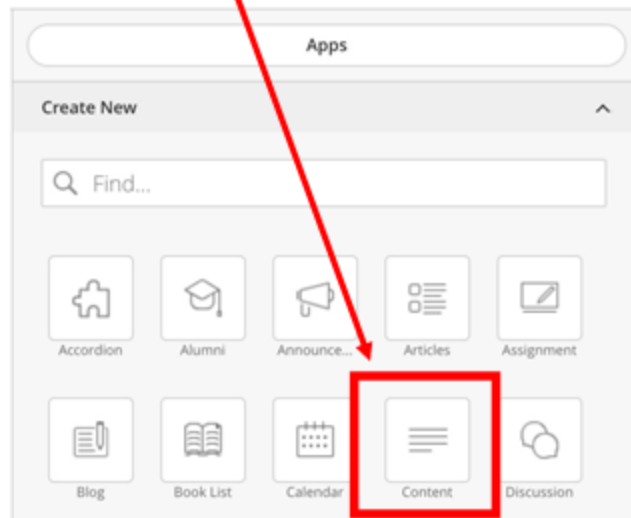 Apps
Create New
Find...
Accordion
Alumni
Announce...
Articles
Assignment
Blog
Book List
Calendar
Content
Discussion